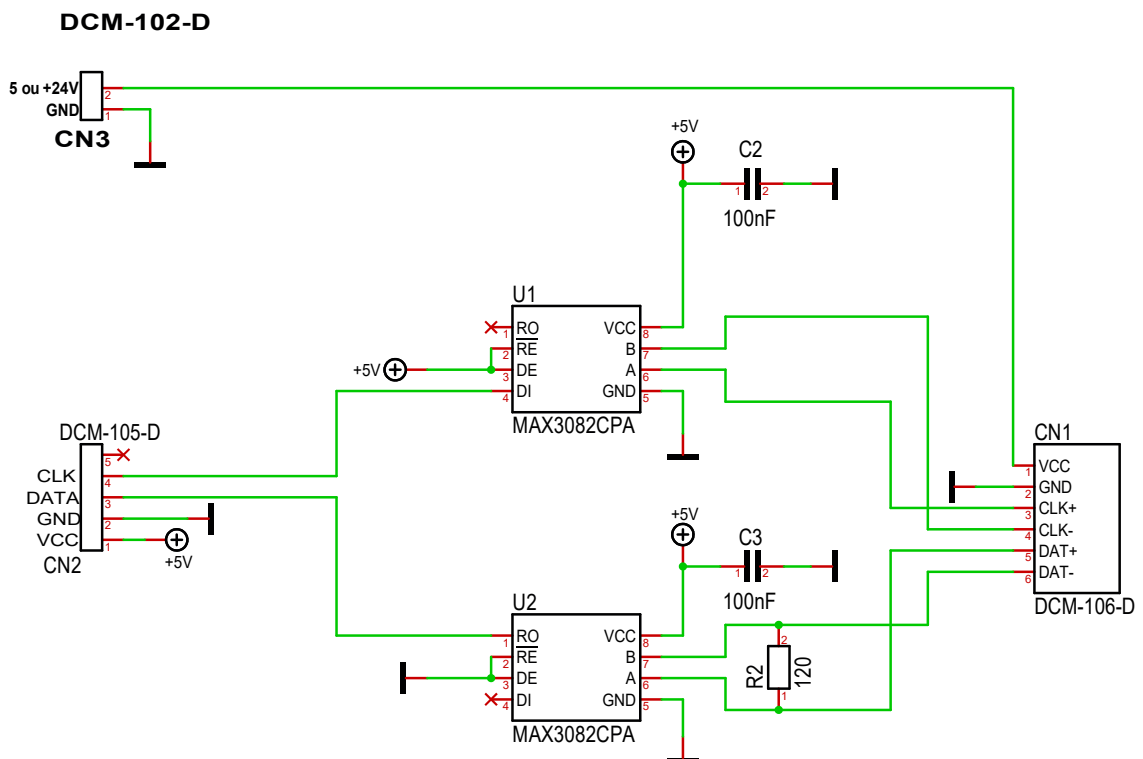 DCM-102-D
5 ou +24V
2
GND
1
CN3
+5V
C2
1 2
100nF
U1
1 RO VCC 8
2 RE B 7
+5V
3 DE A 6
4 DI GND 5
MAX3082CPA
DCM-105-D
5
CLK 4
DATA 3
GND 2
VCC 1
+5V
CN2
CN1
1 VCC
2 GND
3 CLK+
4 CLK-
5 DAT+
6 DAT-
DCM-106-D
+5V
C3
1 2
100nF
U2
1 RO VCC 8
2 RE B 7
3 DE A 6
4 DI GND 5
MAX3082CPA
2
R2 120
1